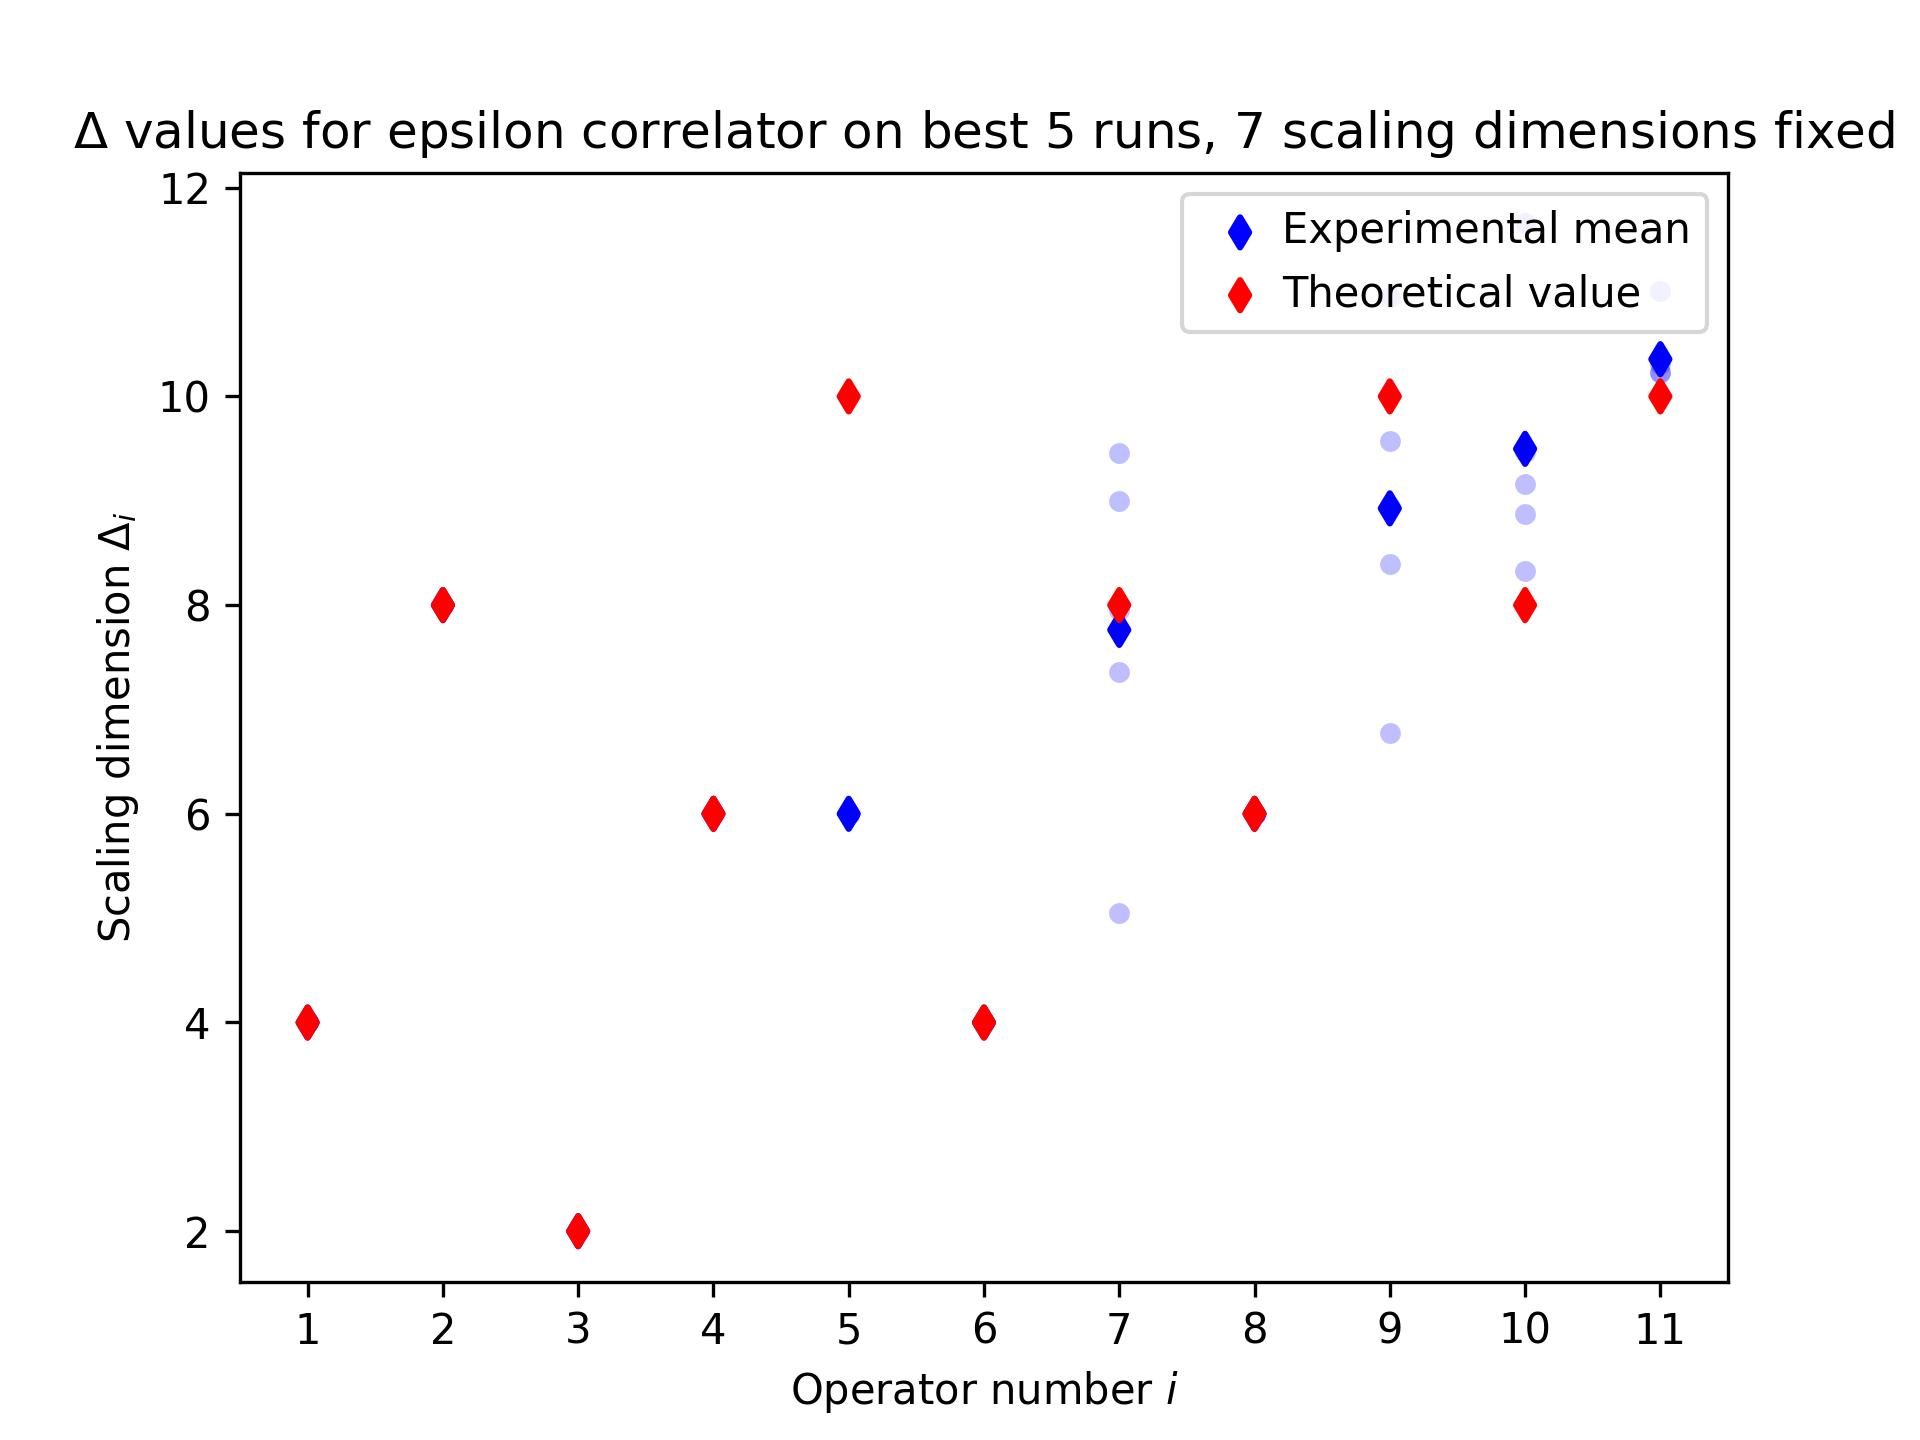 Δ values for epsilon correlator on best 5 runs, 7 scaling dimensions fixed
12
10
8
6
4
2
Scaling dimension Δᵢ
Experimental mean
Theoretical value
1 2 3 4 5 6 7 8 9 10 11
Operator number i